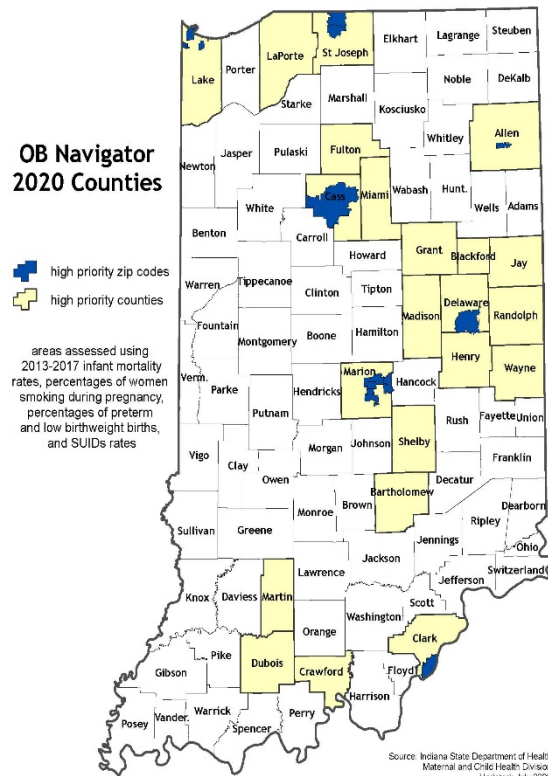 OB Navigator
2020 Counties
high priority zip codes
high priority counties
areas assessed using
2013-2017 infant mortality
rates, percentages of women
smoking during pregnancy,
percentages of preterm
and low birthweight births,
and SUIDs rates
Lake
Porter
LaPorte
St Joseph
Elkhart
Lagrange
Steuben
Noble
DeKalb
Starke
Marshall
Kosciusko
Whitley
Allen
Newton
Jasper
Pulaski
Fulton
Cass
Miami
Wabash
Hunt.
Wells
Adams
Benton
White
Carroll
Howard
Grant
Blackford
Jay
Warren
Tippecanoe
Clinton
Tipton
Madison
Delaware
Randolph
Fountain
Montgomery
Boone
Hamilton
Henry
Wayne
Verm.
Parke
Putnam
Hendricks
Marion
Hancock
Rush
Fayette
Union
Vigo
Clay
Owen
Morgan
Johnson
Shelby
Franklin
Decatur
Bartholomew
Monroe
Brown
Sullivan
Greene
Jackson
Jennings
Ripley
Dearborn
Ohio
Switzerland
Jefferson
Knox
Daviess
Martin
Lawrence
Washington
Scott
Orange
Clark
Floyd
Harrison
Crawford
Dubois
Pike
Gibson
Posey
Vander.
Warrick
Spencer
Perry
Source: Indiana State Department of Health
Maternal and Child Health Division